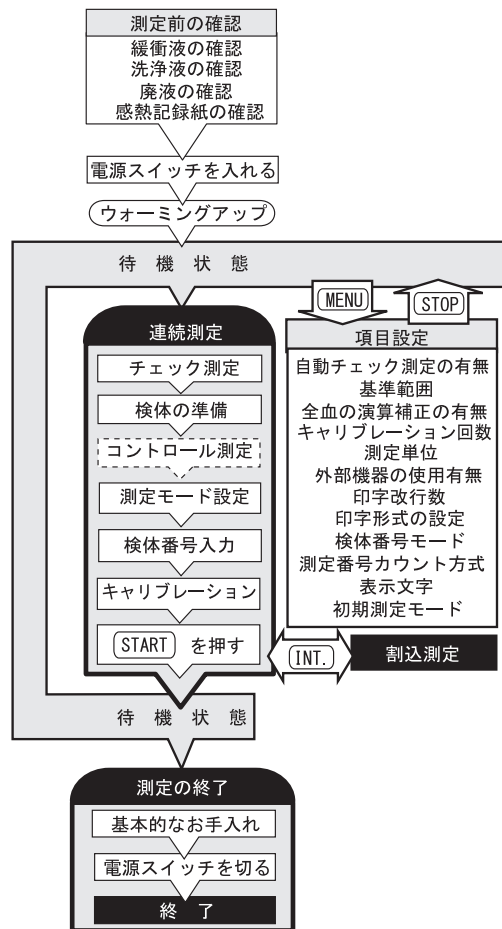 測定前の確認
緩衝液の確認
洗浄液の確認
廃液の確認
感熱記録紙の確認
電源スイッチを入れる
ウォーミングアップ
待機状態
MENU
STOP
連続測定
チェック測定
検体の準備
コントロール測定
測定モード設定
検体番号入力
キャリブレーション
START を押す
項目設定
自動チェック測定の有無
基準範囲
全血の演算補正の有無
キャリブレーション回数
測定単位
外部機器の使用有無
印字改行数
印字形式の設定
検体番号モード
測定番号カウント方式
表示文字
初期測定モード
INT.
割込測定
待機状態
測定の終了
基本的なお手入れ
電源スイッチを切る
終了